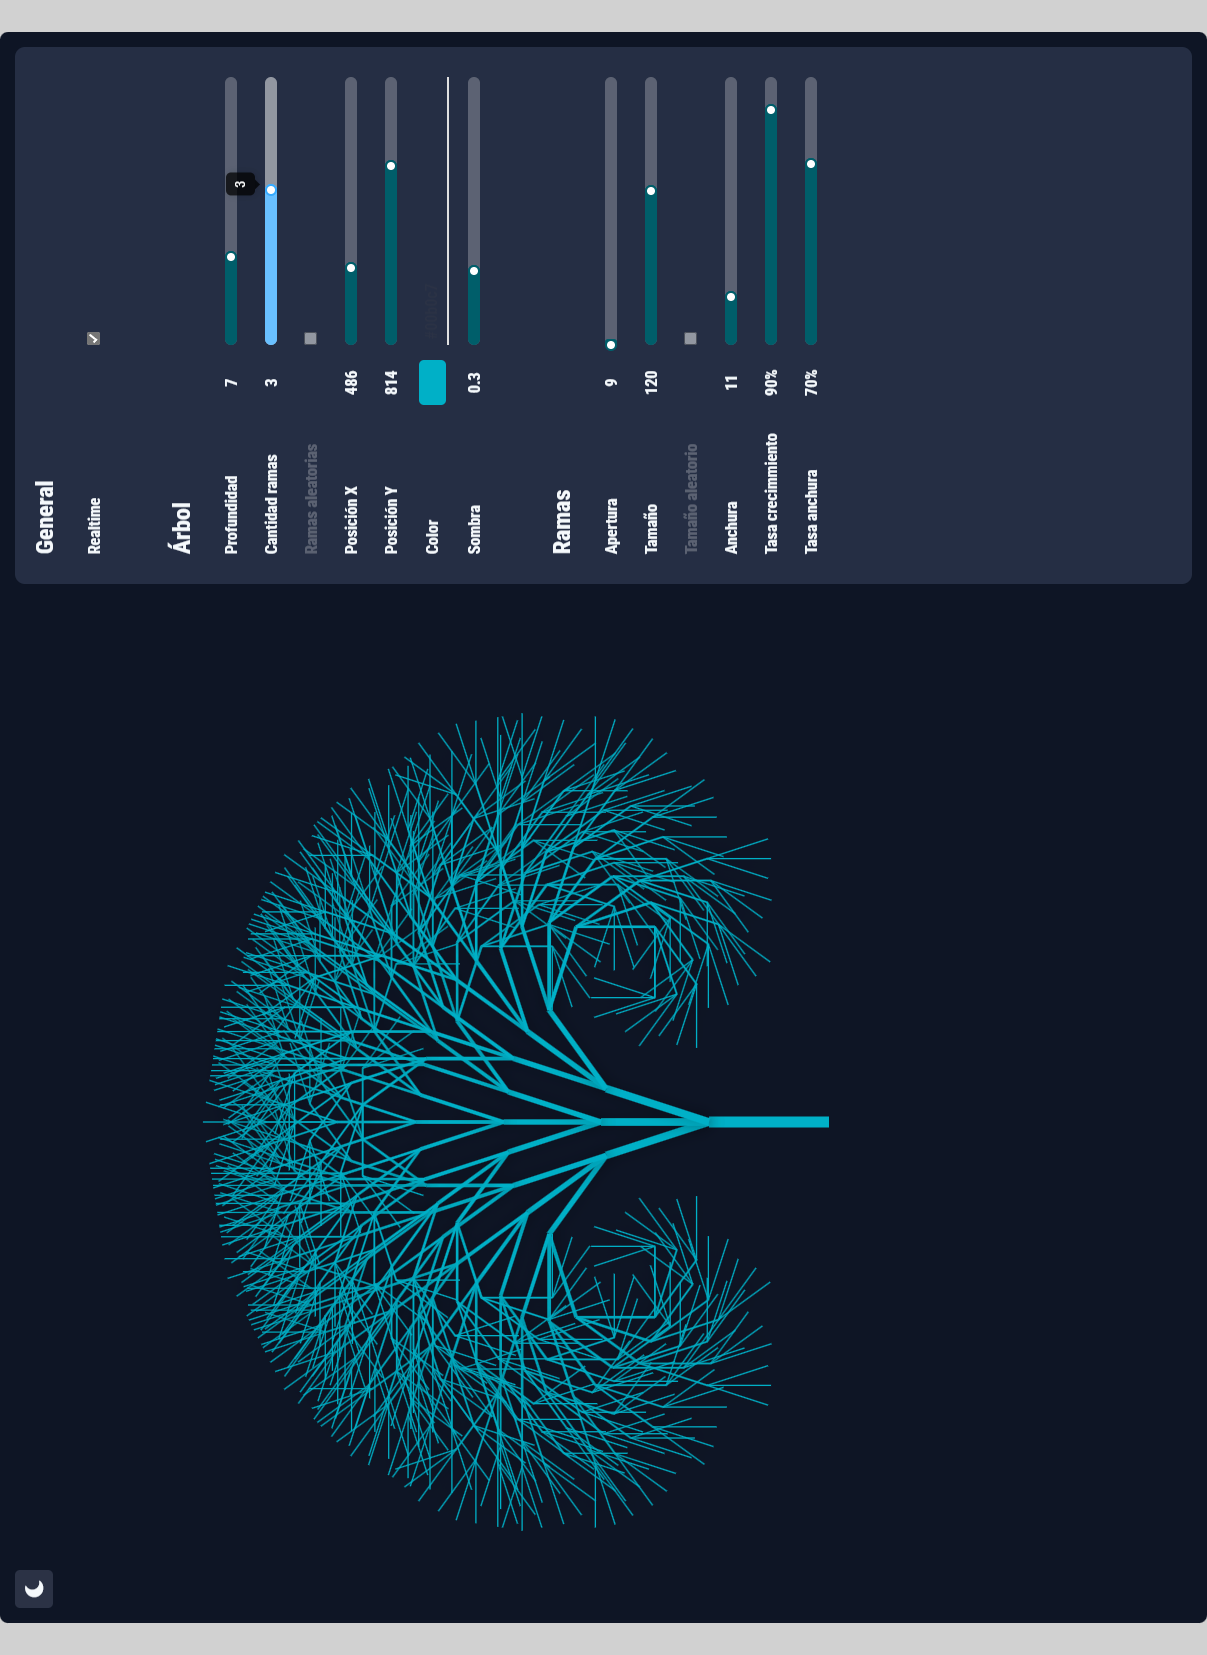 General
Realtime
Árbol
Profundidad 7
Cantidad ramas 3
3
Ramas aleatorias
Posición X 486
Posición Y 814
Color
Sombra 0.3
Ramas
Apertura 9
Tamaño 120
Tamaño aleatorio
Anchura 11
Tasa crecimmiento 90%
Tasa anchura 70%